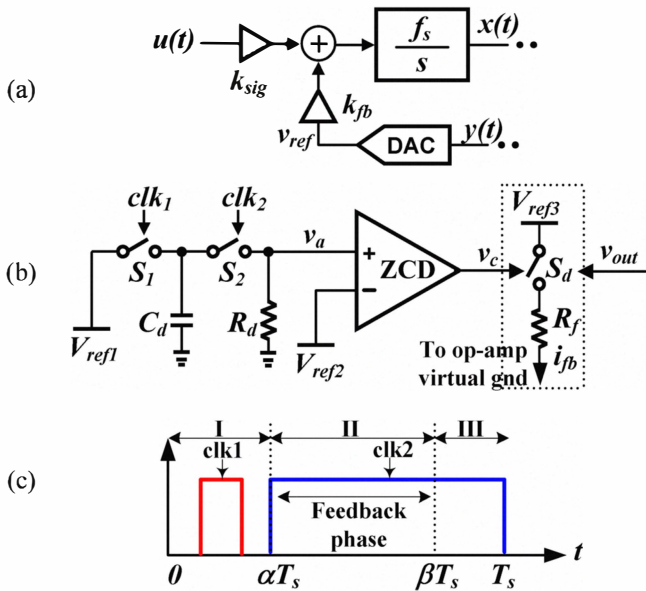 (a)
u(t)
k_sig
+
f_s
s
x(t)
k_fb
v_ref
DAC
y(t)
(b)
clk_1
clk_2
S_1
S_2
v_a
C_d
R_d
V_ref1
V_ref2
+
−
ZCD
v_c
V_ref3
S_d
v_out
R_f
To op-amp
virtual gnd
i_fb
(c)
I
II
III
clk1
clk2
Feedback
phase
t
0
αT_s
βT_s
T_s